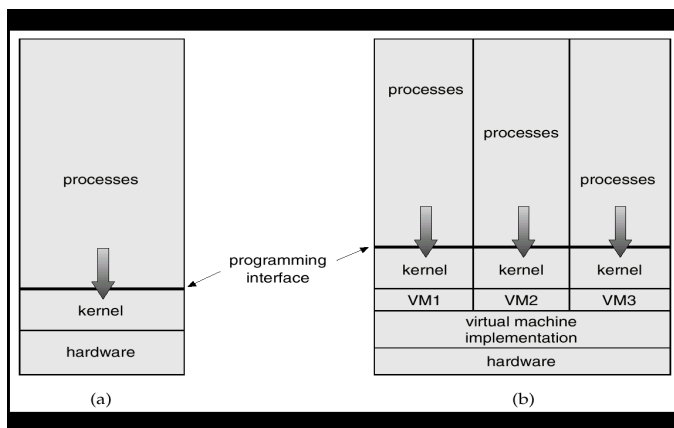 processes
programming
interface
kernel
hardware
(a)
processes
processes
processes
kernel kernel kernel
VM1 VM2 VM3
virtual machine
implementation
hardware
(b)